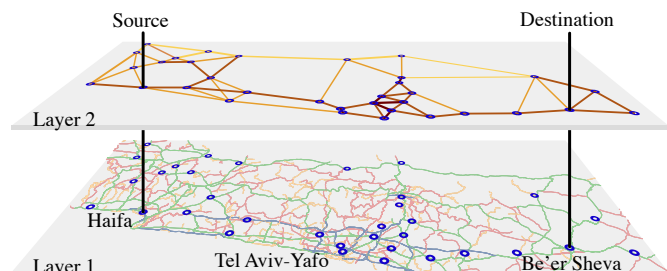 Source
Destination
Layer 2
Haifa
Tel Aviv-Yafo
Be'er Sheva
Layer 1